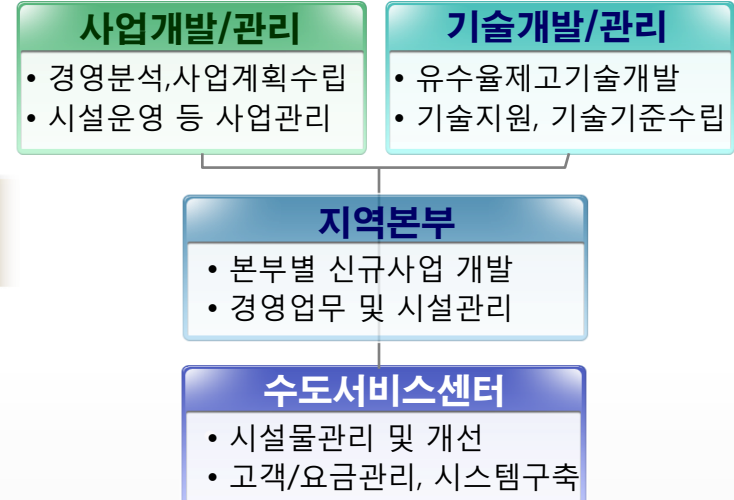 사업개발/관리
• 경영분석,사업계획수립
• 시설운영 등 사업관리
기술개발/관리
• 유수율제고기술개발
• 기술지원, 기술기준수립
지역본부
• 본부별 신규사업 개발
• 경영업무 및 시설관리
수도서비스센터
• 시설물관리 및 개선
• 고객/요금관리, 시스템구축